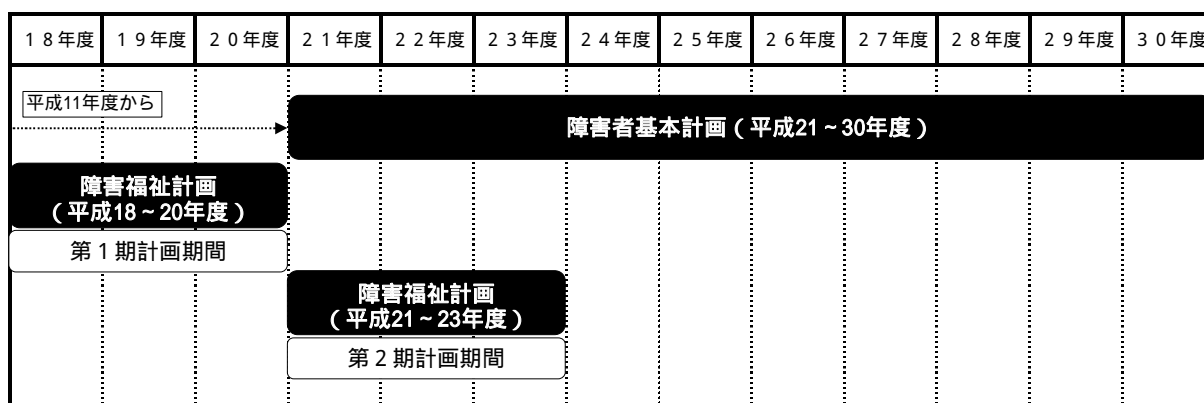 １８年度 １９年度 ２０年度 ２１年度 ２２年度 ２３年度 ２４年度 ２５年度 ２６年度 ２７年度 ２８年度 ２９年度 ３０年度
平成11年度から
障害者基本計画（平成21～30年度）
障害福祉計画
（平成18～20年度）
第１期計画期間
障害福祉計画
（平成21～23年度）
第２期計画期間